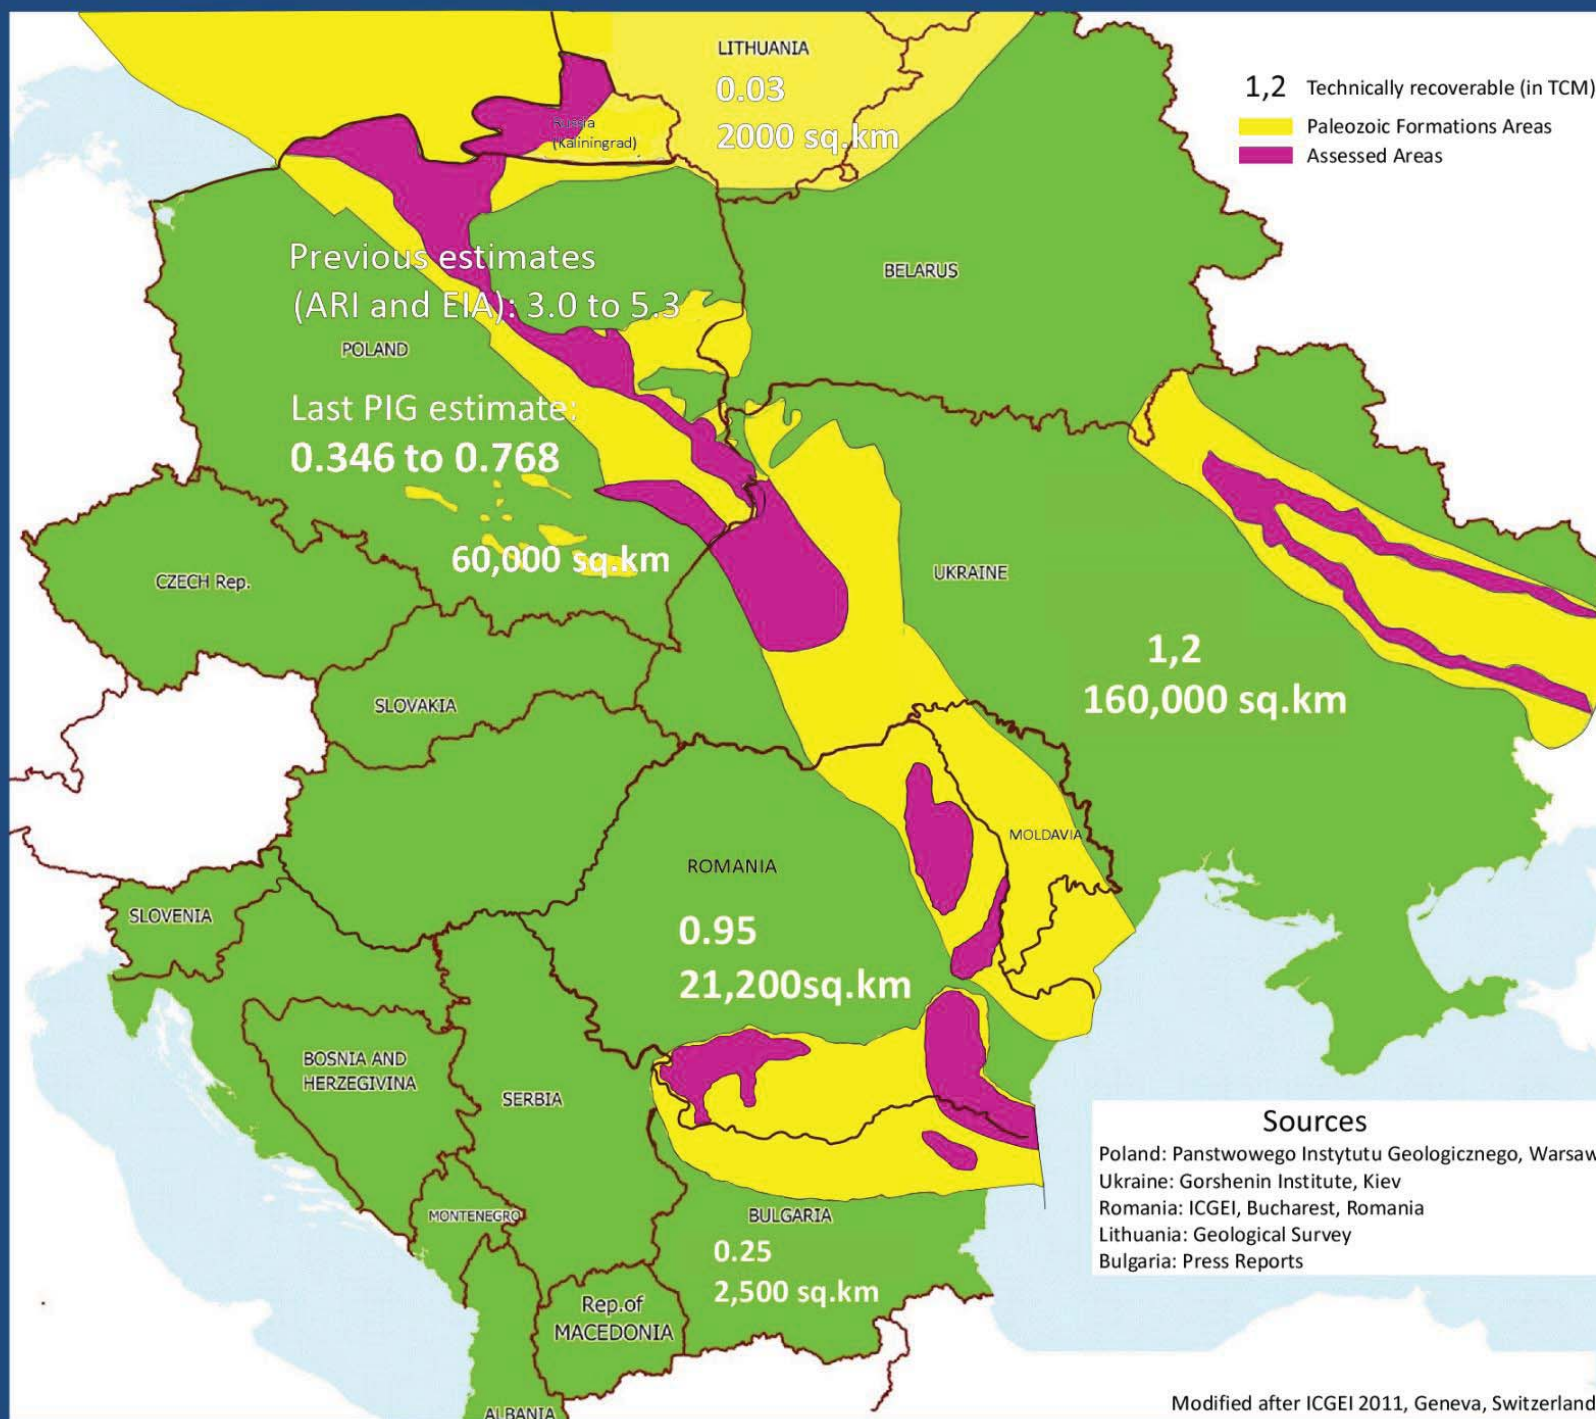 LITHUANIA
0.03
2000 sq.km
1,2 Technically recoverable (in TCM)
Paleozoic Formations Areas
Assessed Areas
Russia
(Kaliningrad)
Previous estimates
(ARI and EIA): 3.0 to 5.3
BELARUS
POLAND
Last PIG estimate:
0.346 to 0.768
60,000 sq.km
CZECH Rep.
UKRAINE
1,2
160,000 sq.km
SLOVAKIA
MOLDAVIA
ROMANIA
0.95
21,200sq.km
SLOVENIA
BOSNIA AND
HERZEGIVINA
SERBIA
MONTENEGRO
BULGARIA
0.25
2,500 sq.km
Rep.of
MACEDONIA
ALBANIA
Sources
Poland: Panstwowego Instytutu Geologicznego, Warsaw
Ukraine: Gorshenin Institute, Kiev
Romania: ICGEI, Bucharest, Romania
Lithuania: Geological Survey
Bulgaria: Press Reports
Modified after ICGEI 2011, Geneva, Switzerland